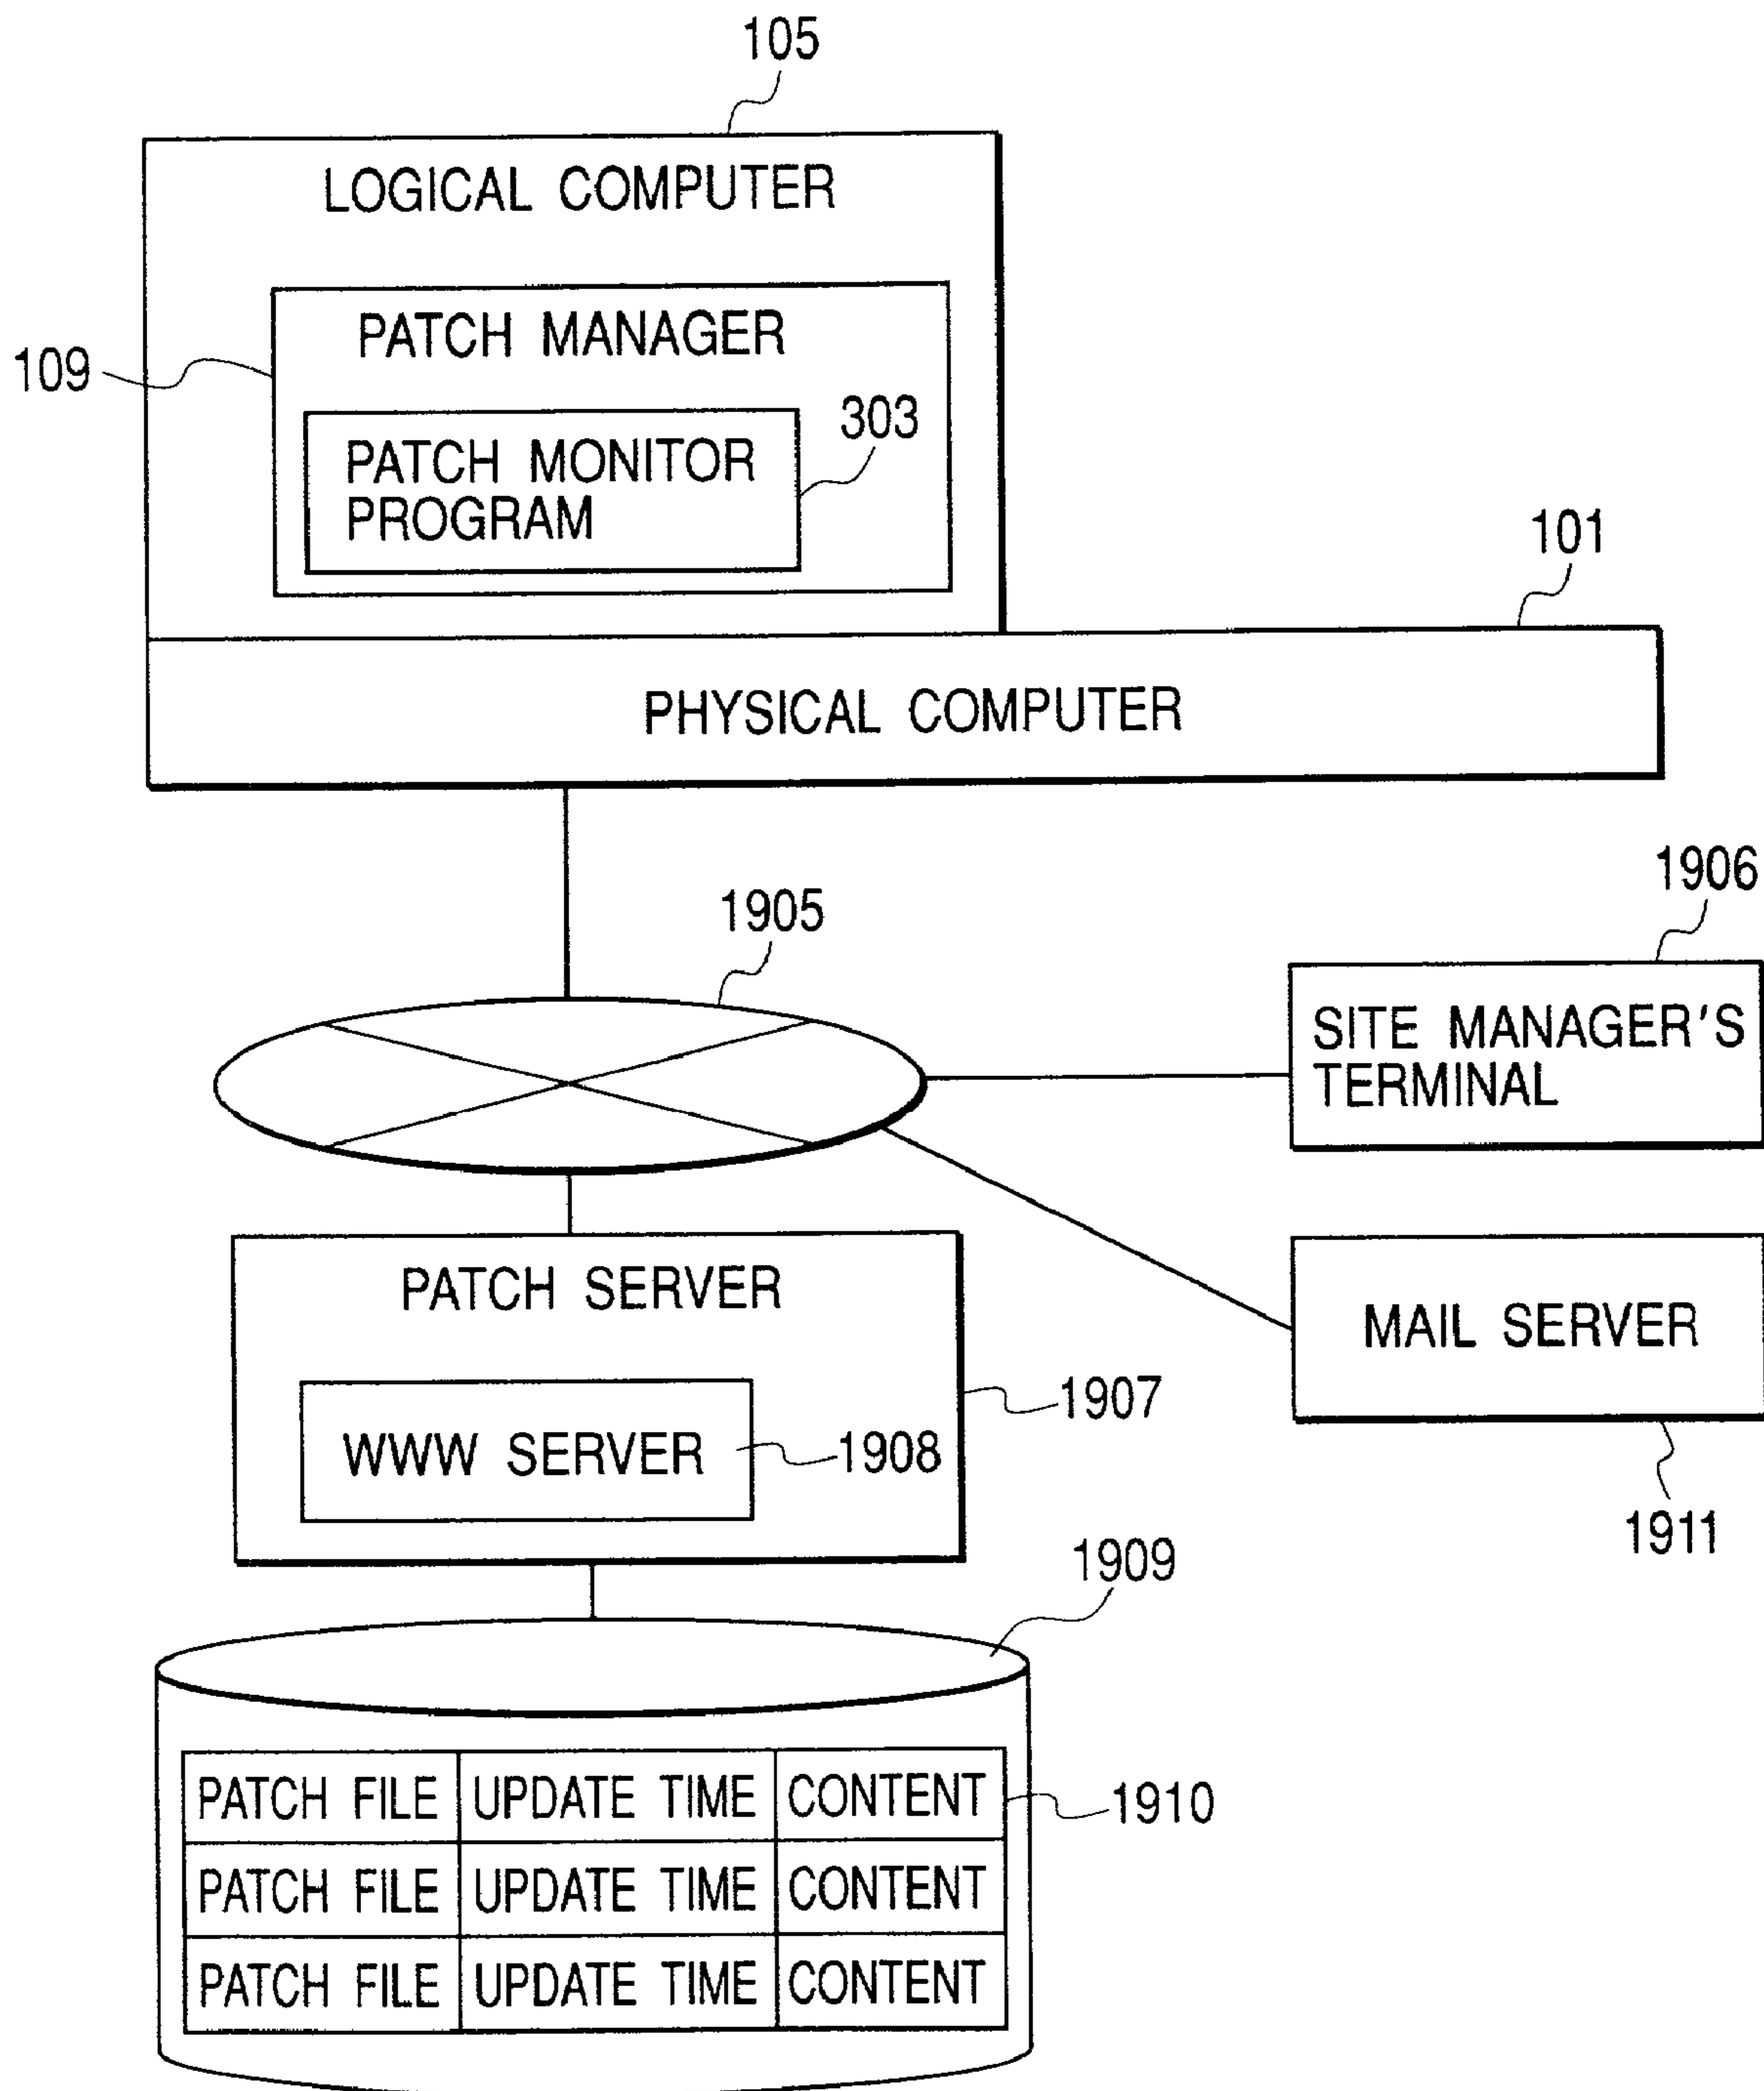 105
LOGICAL COMPUTER
PATCH MANAGER
109
303
PATCH MONITOR
PROGRAM
101
PHYSICAL COMPUTER
1906
1905
SITE MANAGER'S
TERMINAL
PATCH SERVER
MAIL SERVER
1907
WWW SERVER
1908
1911
1909
PATCH FILE UPDATE TIME CONTENT
1910
PATCH FILE UPDATE TIME CONTENT
PATCH FILE UPDATE TIME CONTENT